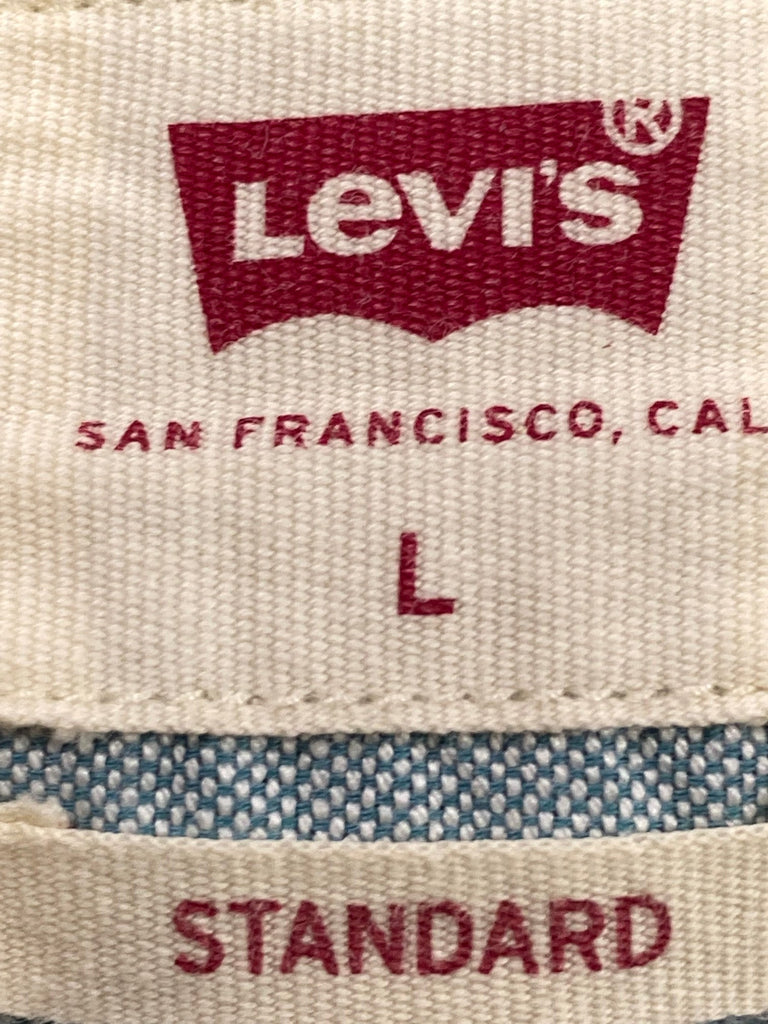 Levi's®
SAN FRANCISCO, CAL
L
STANDARD